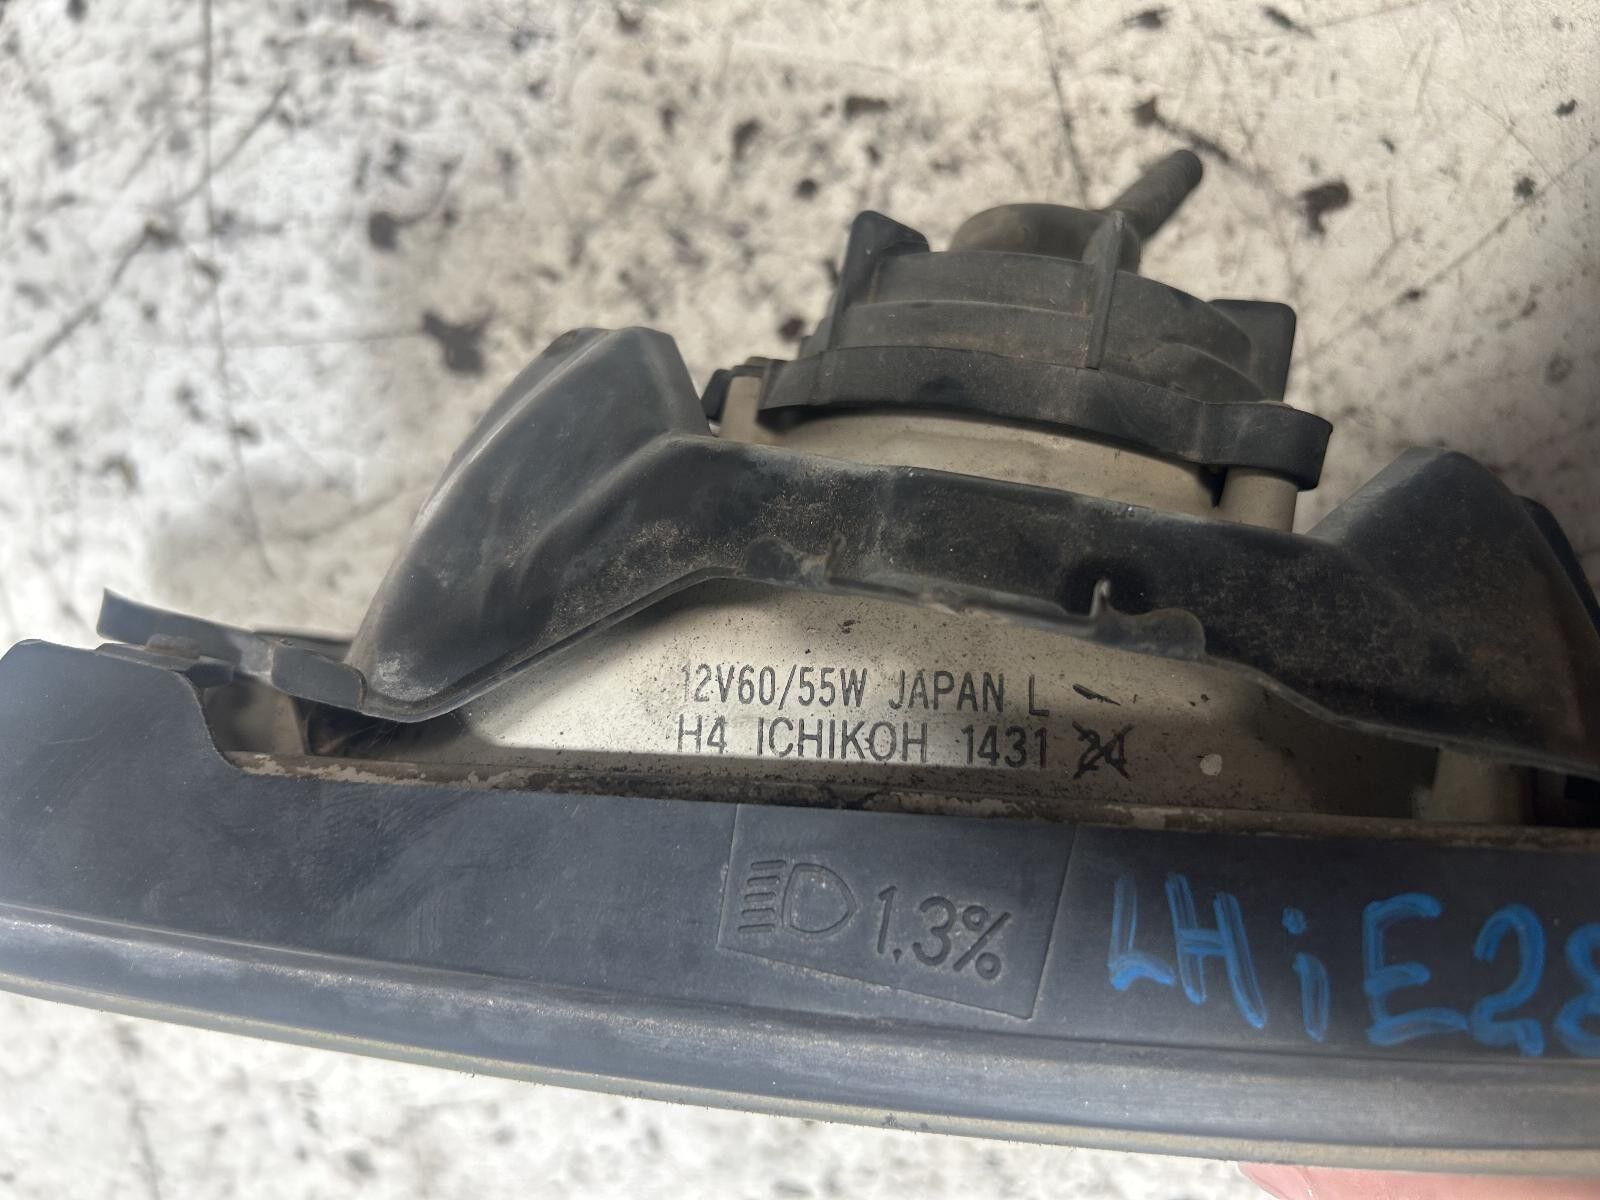 12V60/55W JAPAN L
H4 ICHIKOH 1431 24
1.3%
LHiE28